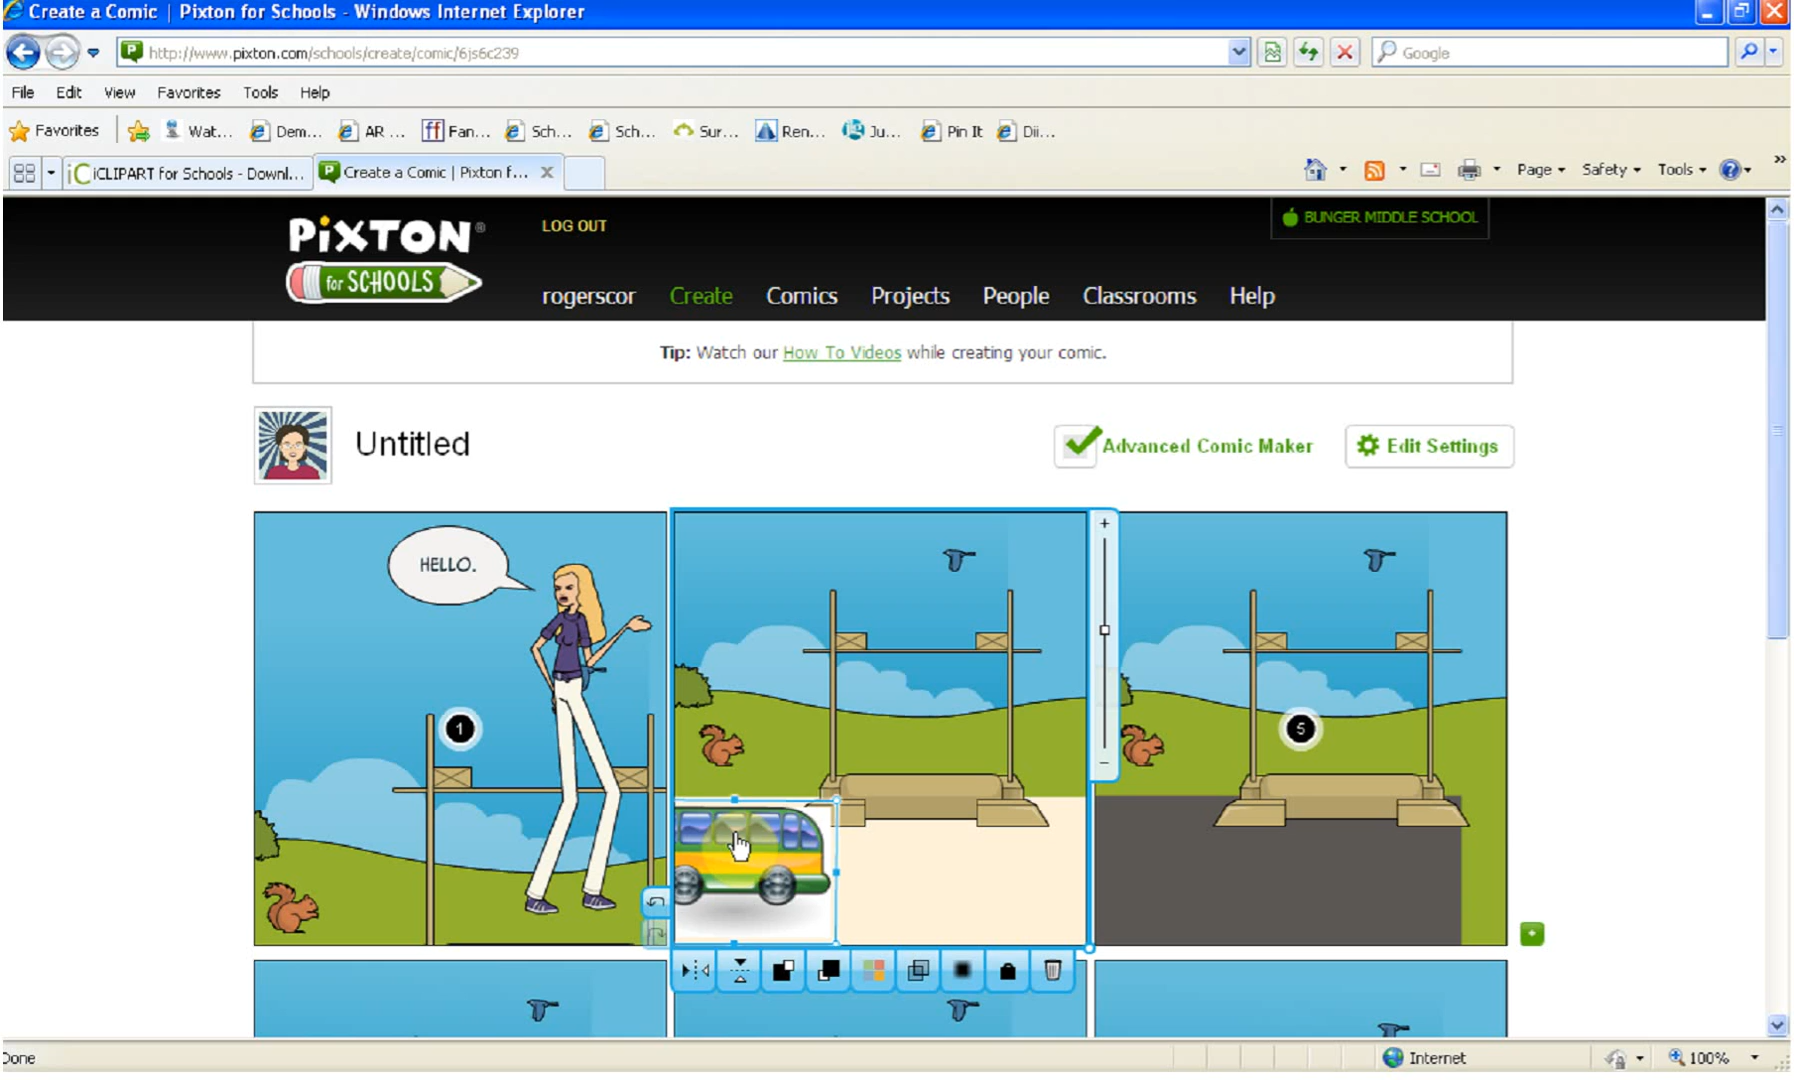 Create a Comic | Pixton for Schools - Windows Internet Explorer
http://www.pixton.com/schools/create/comic/6js6c239
Google
File Edit View Favorites Tools Help
Favorites Wat... Dem... AR ... ff Fan... Sch... Sch... Sur... Ren... Ju... Pin It Dii...
iCLIPART for Schools - Downl... Create a Comic | Pixton f... X
Page Safety Tools
PiXTON®
for SCHOOLS
LOG OUT
BUNGER MIDDLE SCHOOL
rogerscor Create Comics Projects People Classrooms Help
Tip: Watch our How To Videos while creating your comic.
Untitled
Advanced Comic Maker
Edit Settings
HELLO.
1
5
Done
Internet
100%